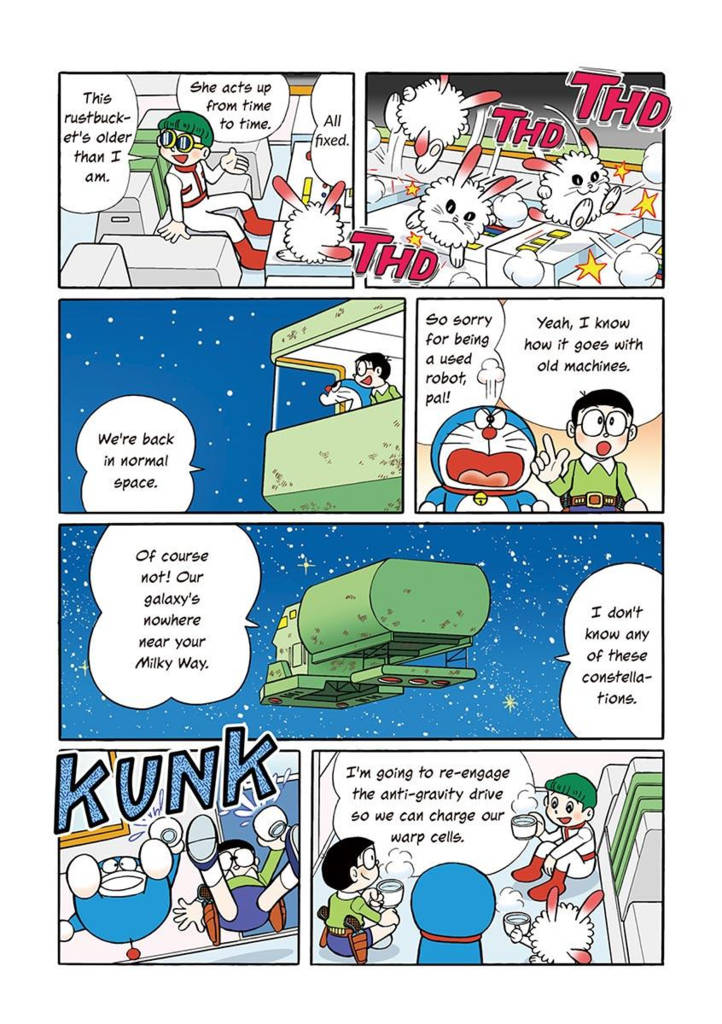 THD
THD
THD
All
fixed.
She acts up
from time
to time.
This
rustbuck-
et's older
than I
am.
Yeah, I know
how it goes with
old machines.
So sorry
for being
a used
robot,
pal!
We're back
in normal
space.
I don't
know any
of these
constella-
tions.
Of course
not! Our
galaxy's
nowhere
near your
Milky Way.
I'm going to re-engage
the anti-gravity drive
so we can charge our
warp cells.
KUNK